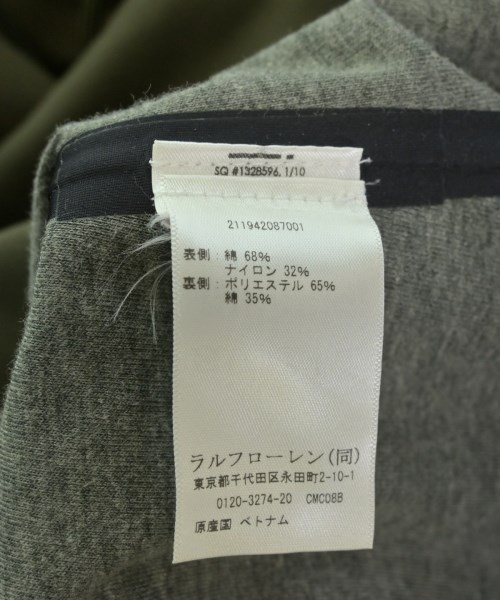 SQ #1328596, 1/10
211942087001
表側 : 綿 68%
ナイロン 32%
裏側 : ポリエステル 65%
綿 35%
ラルフローレン(同)
東京都千代田区永田町2-10-1
0120-3274-20 CMC08B
原産国 ベトナム